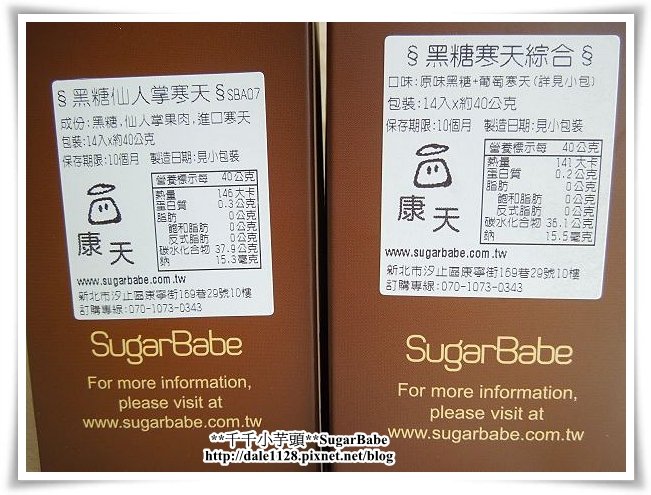 §黑糖仙人掌寒天§SBA07
成份:黑糖,仙人掌果肉,進口寒天
包裝:14入x約40公克
保存期限:10個月 製造日期:見小包裝
康天
營養標示每 40公克
熱量 146大卡
蛋白質 0.3公克
脂肪 0公克
飽和脂肪 0公克
反式脂肪 0公克
碳水化合物 37.9公克
鈉 15.3毫克
www.sugarbabe.com.tw
新北市汐止區康寧街169巷29號10樓
訂購專線:070-1073-0343
SugarBabe
For more information,
please visit at
www.sugarbabe.com.tw
§黑糖寒天綜合§
口味:原味黑糖+葡萄寒天(詳見小包)
包裝:14入x約40公克
保存期限:10個月 製造日期:見小包裝
康天
營養標示每 40公克
熱量 141大卡
蛋白質 0.2公克
脂肪 0公克
飽和脂肪 0公克
反式脂肪 0公克
碳水化合物 36.1公克
鈉 15.5毫克
www.sugarbabe.com.tw
新北市汐止區康寧街169巷29號10樓
訂購專線:070-1073-0343
SugarBabe
For more information,
please visit at
www.sugarbabe.com.tw
**千千小芋頭**SugarBabe
http://dale1128.pixnet.net/blog